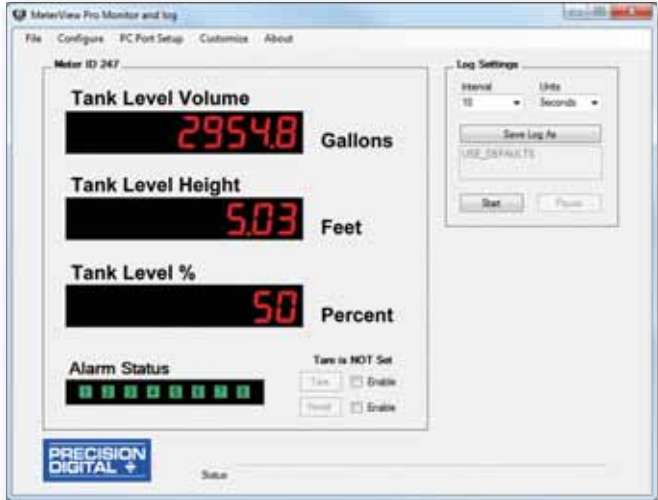 MeterView Pro Monitor and log
File Configure PC Port Setup Customize About
Meter ID 247
Tank Level Volume
2954.8 Gallons
Tank Level Height
5.03 Feet
Tank Level %
50 Percent
Alarm Status
1 2 3 4 5 6 7 8
Tare is NOT Set
Tare Enable
Reset Enable
Log Settings
Interval Units
10 Seconds
Save Log As
USE_DEFAULTS
Start Pause
PRECISION
DIGITAL
Status